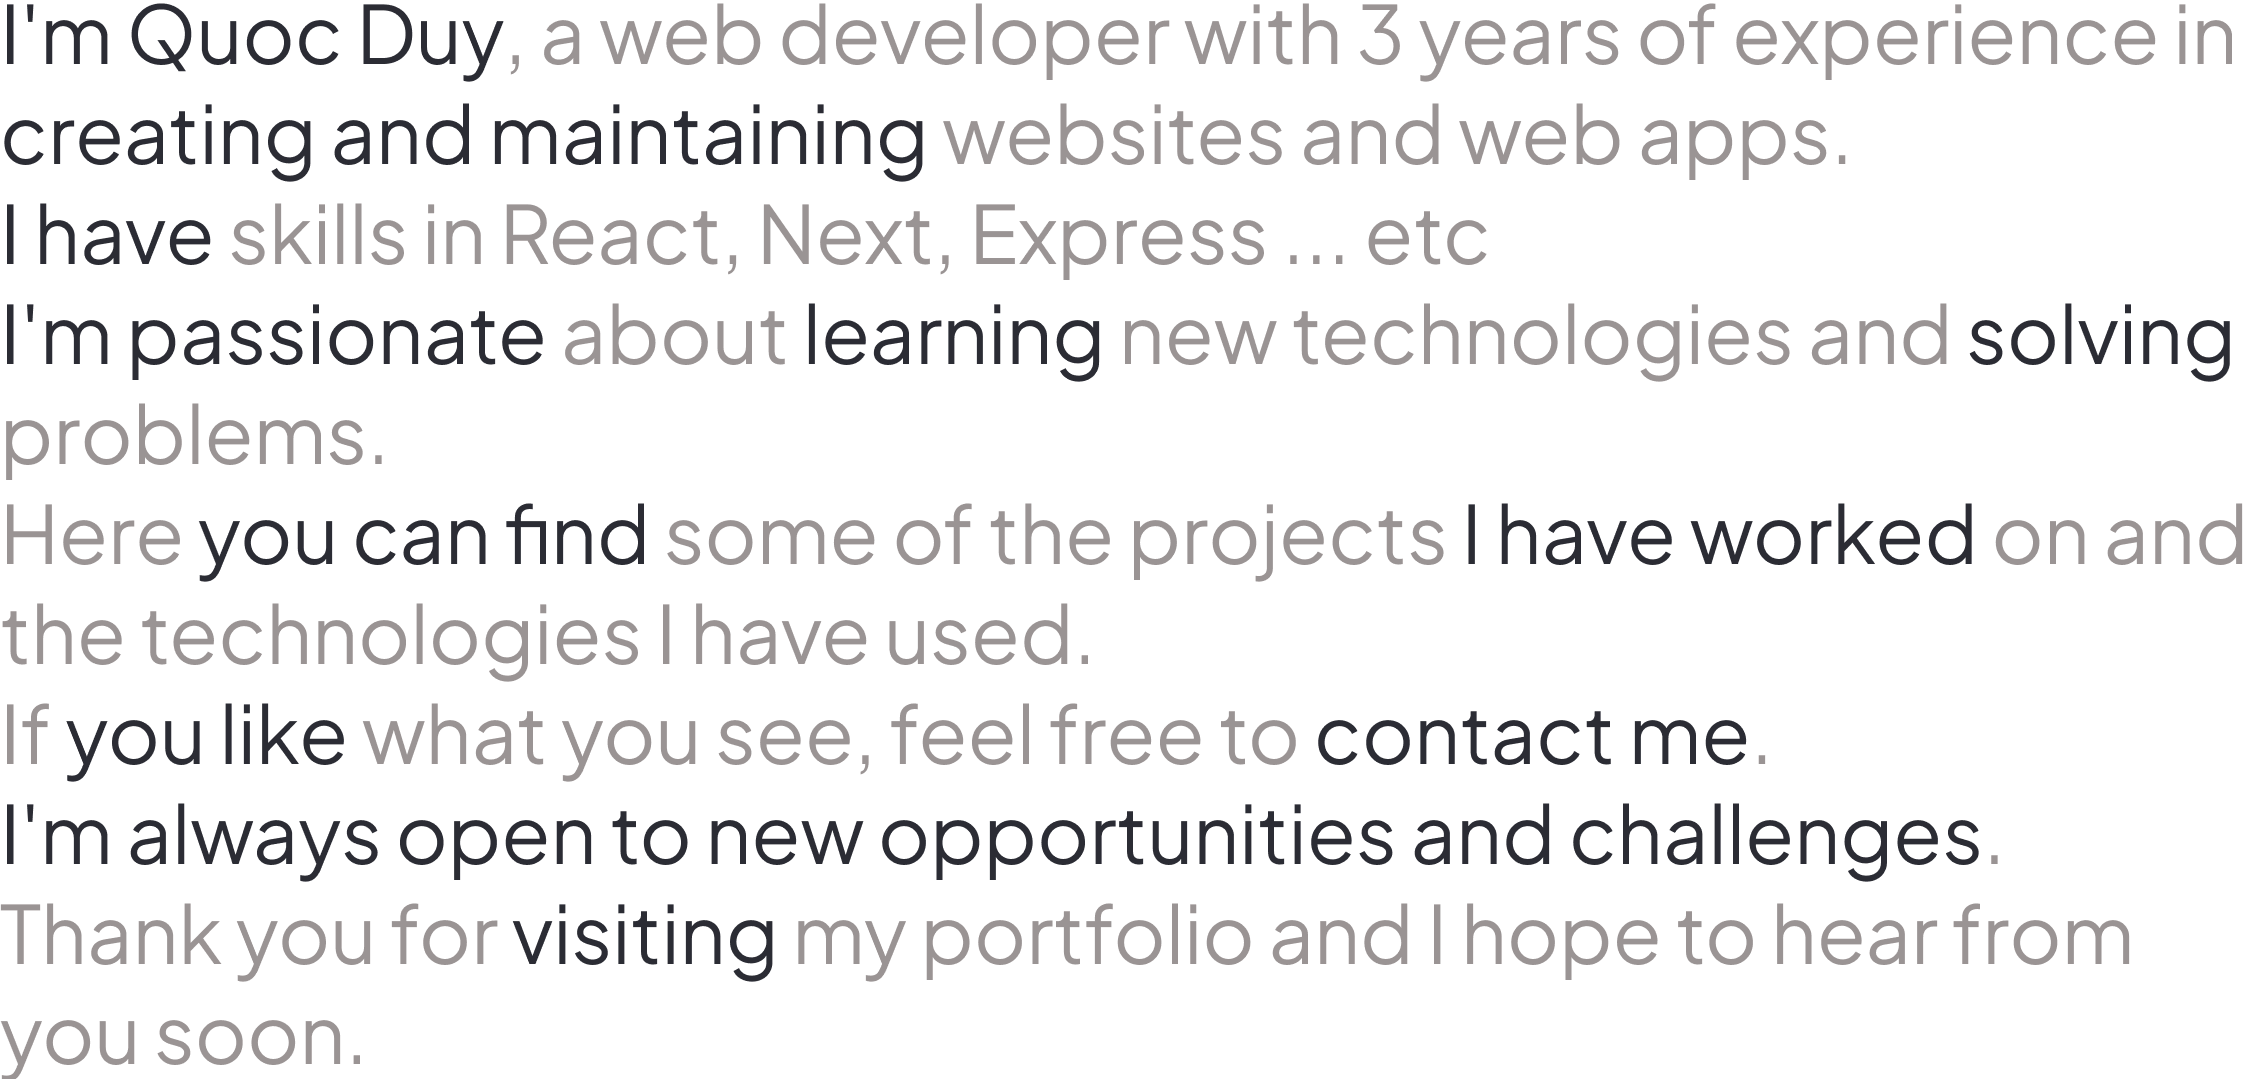 I'm Quoc Duy, a web developer with 3 years of experience in
creating and maintaining websites and web apps.
I have skills in React, Next, Express ... etc
I'm passionate about learning new technologies and solving
problems.
Here you can find some of the projects I have worked on and
the technologies I have used.
If you like what you see, feel free to contact me.
I'm always open to new opportunities and challenges.
Thank you for visiting my portfolio and I hope to hear from
you soon.